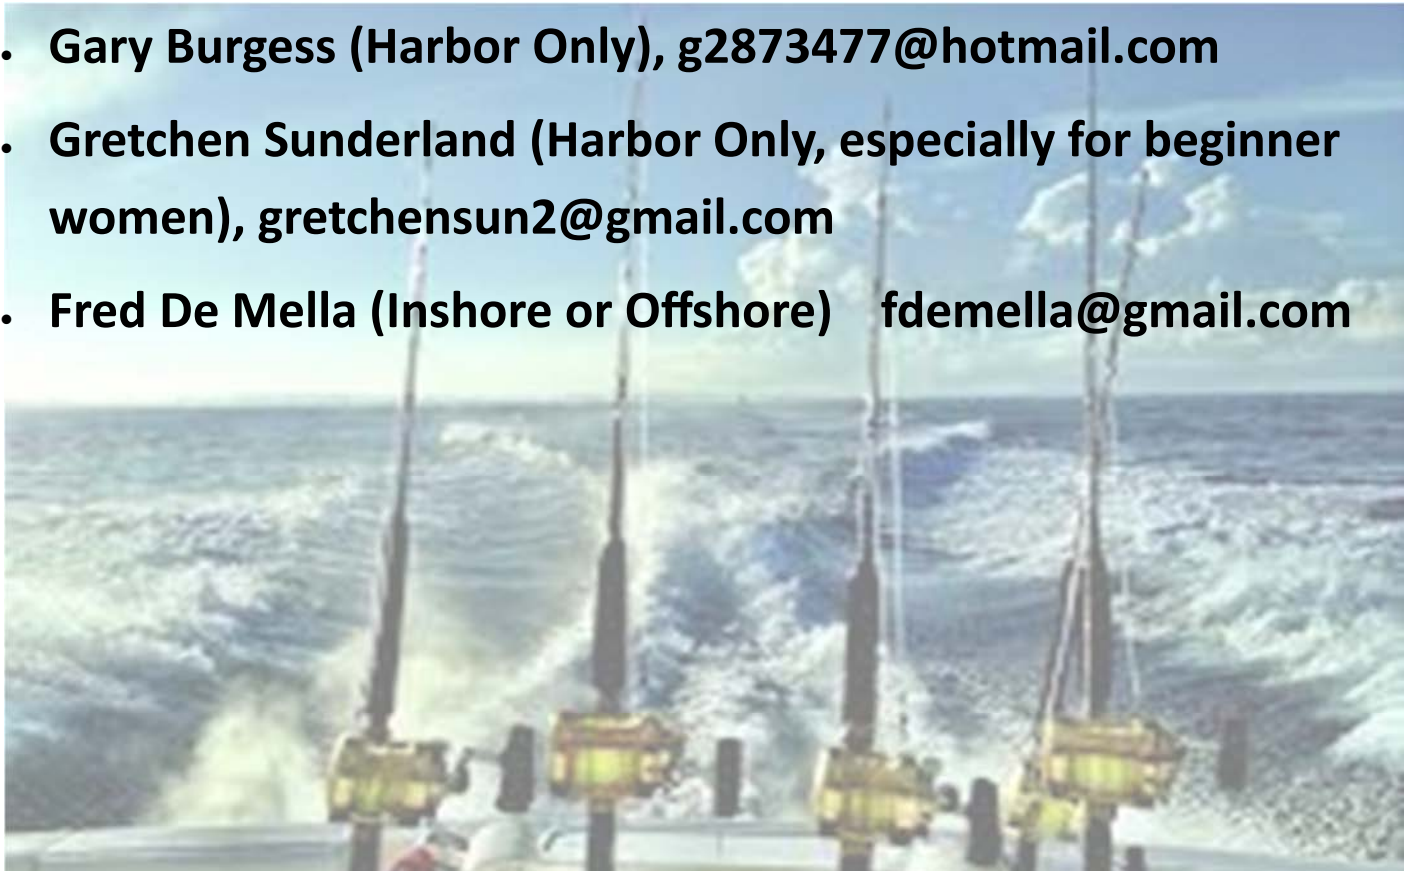 • Gary Burgess (Harbor Only), g2873477@hotmail.com
• Gretchen Sunderland (Harbor Only, especially for beginner
women), gretchensun2@gmail.com
• Fred De Mella (Inshore or Offshore) fdemella@gmail.com